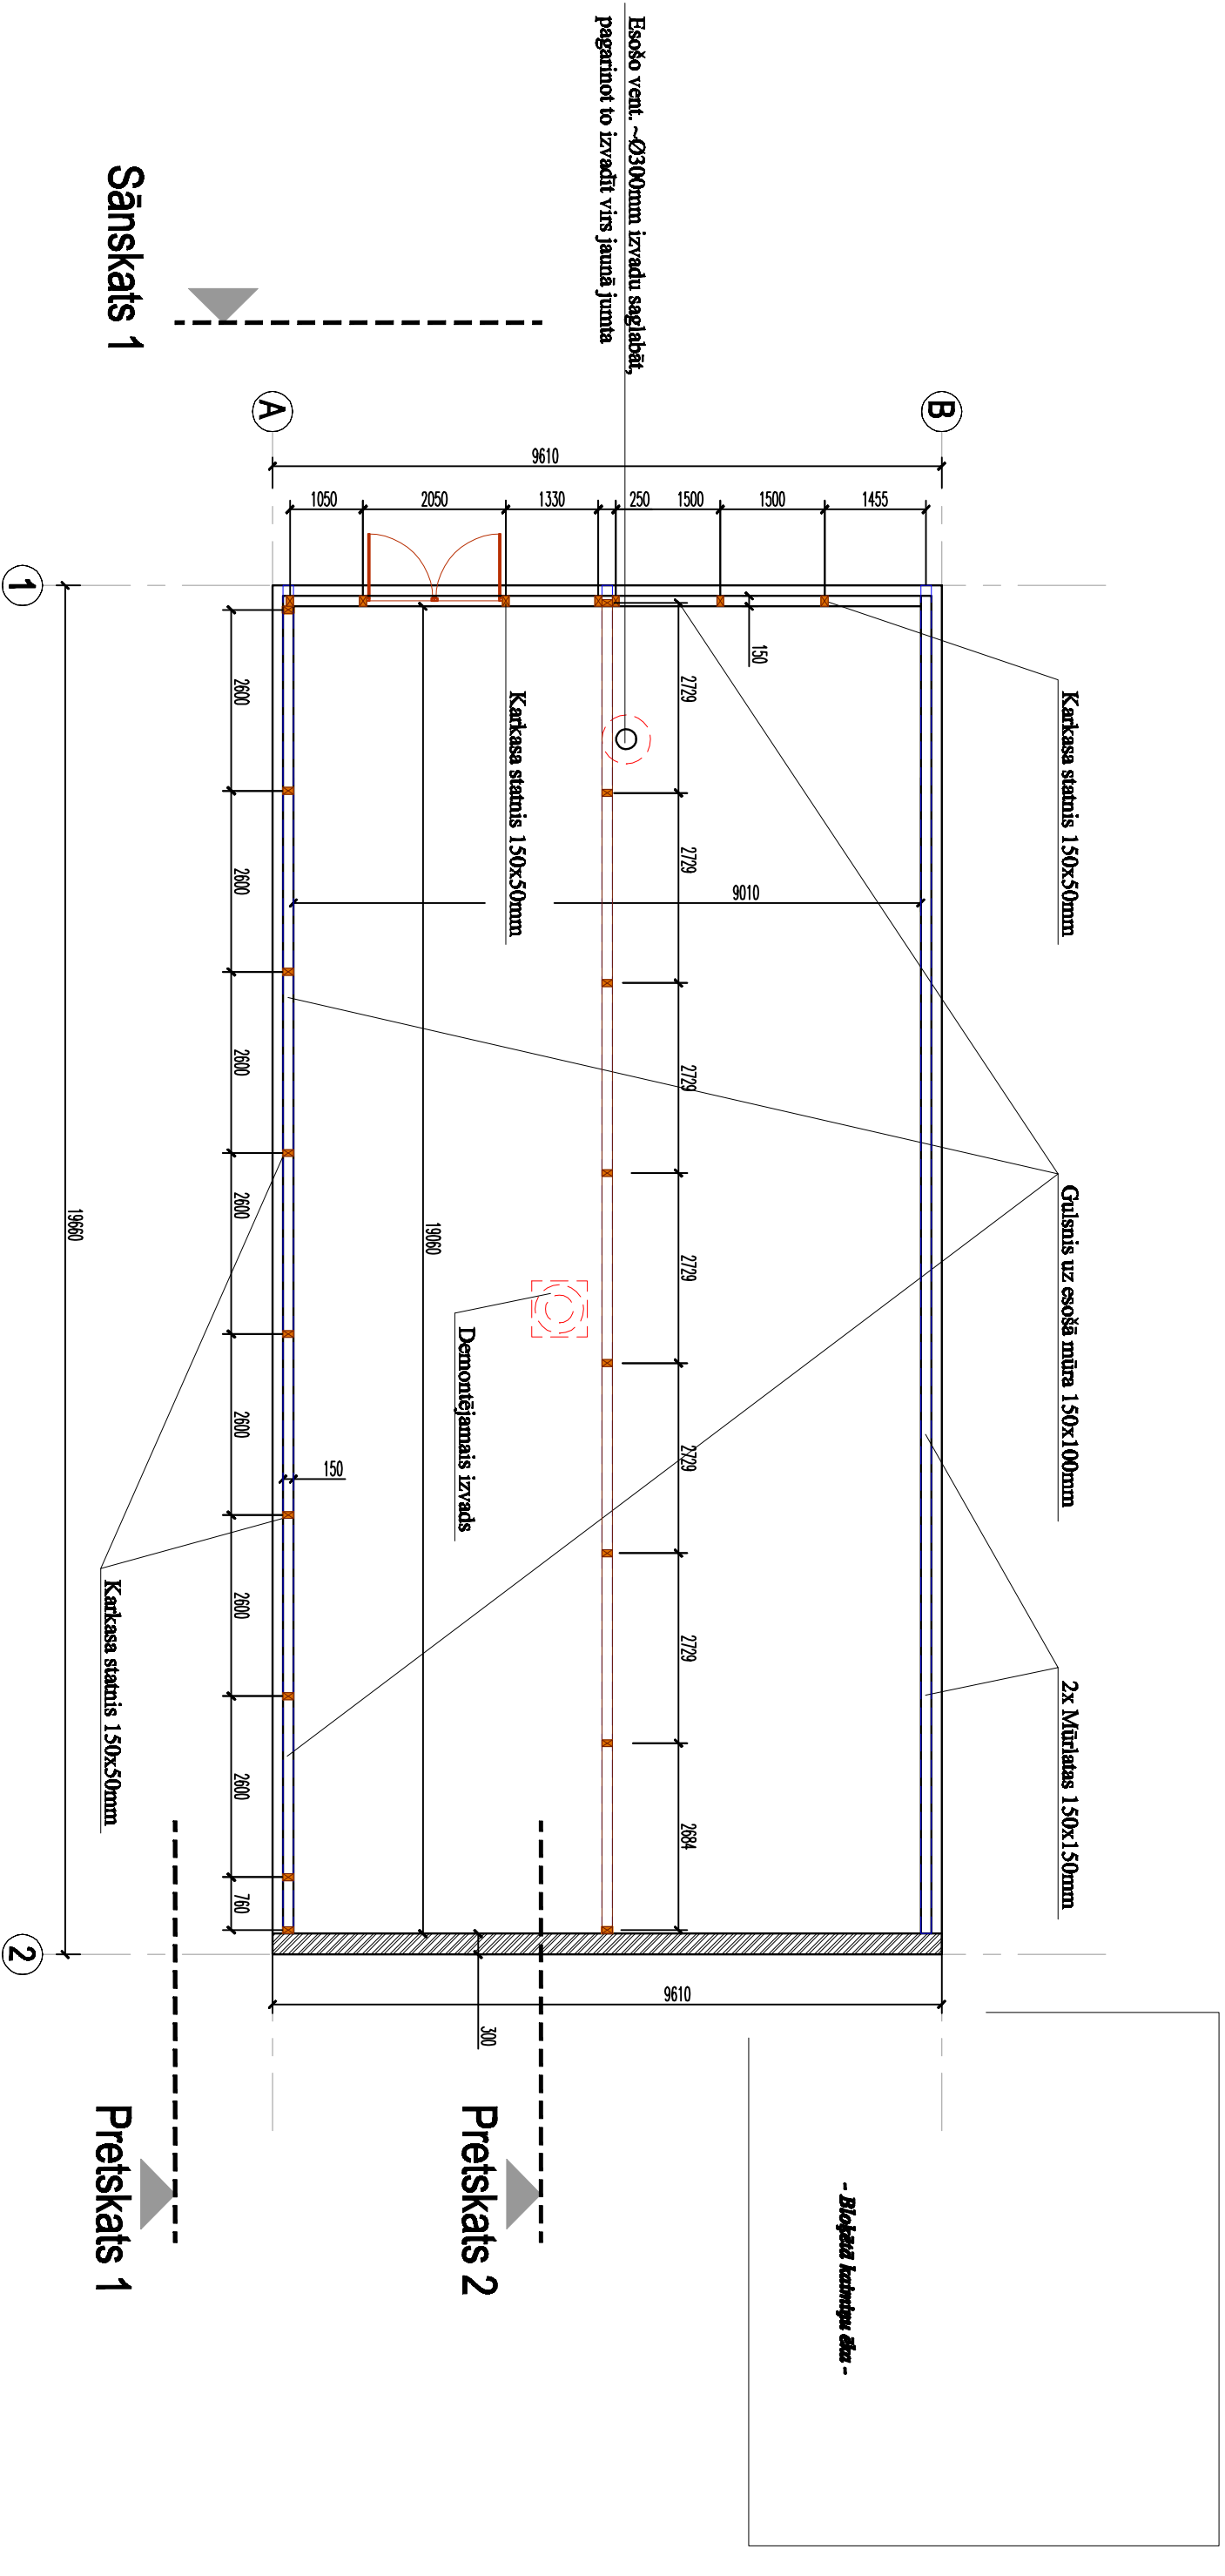 Karkasa statnis 150x50mm
Gulsnis uz esošā mūra 150x100mm
2x Mūrlatas 150x150mm
B
- Bloķētā kaimiņu ēka -
1455
1500
1500
250
1330
2050
1050
9610
150
9010
9610
2729
2729
2729
2729
2729
2729
2684
Esošo vent. ~Ø300mm izvadu saglabāt,
pagarinot to izvadīt virs jaunā jumta
Karkasa statnis 150x50mm
Demontējamais izvads
300
Pretskats 2
19060
150
A
2600
2600
2600
2600
2600
2600
2600
760
Sānskats 1
Karkasa statnis 150x50mm
Pretskats 1
19660
1
2